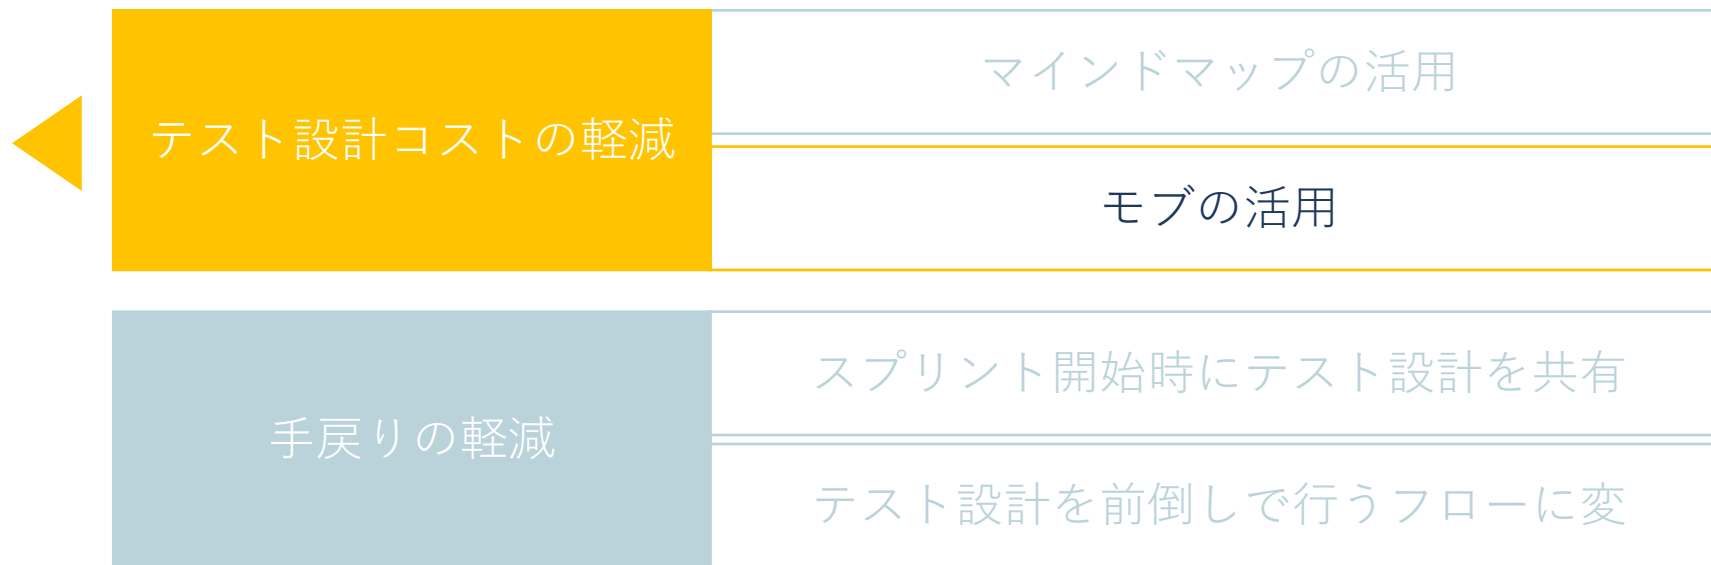 テスト設計コストの軽減
マインドマップの活用
モブの活用
手戻りの軽減
スプリント開始時にテスト設計を共有
テスト設計を前倒しで行うフローに変